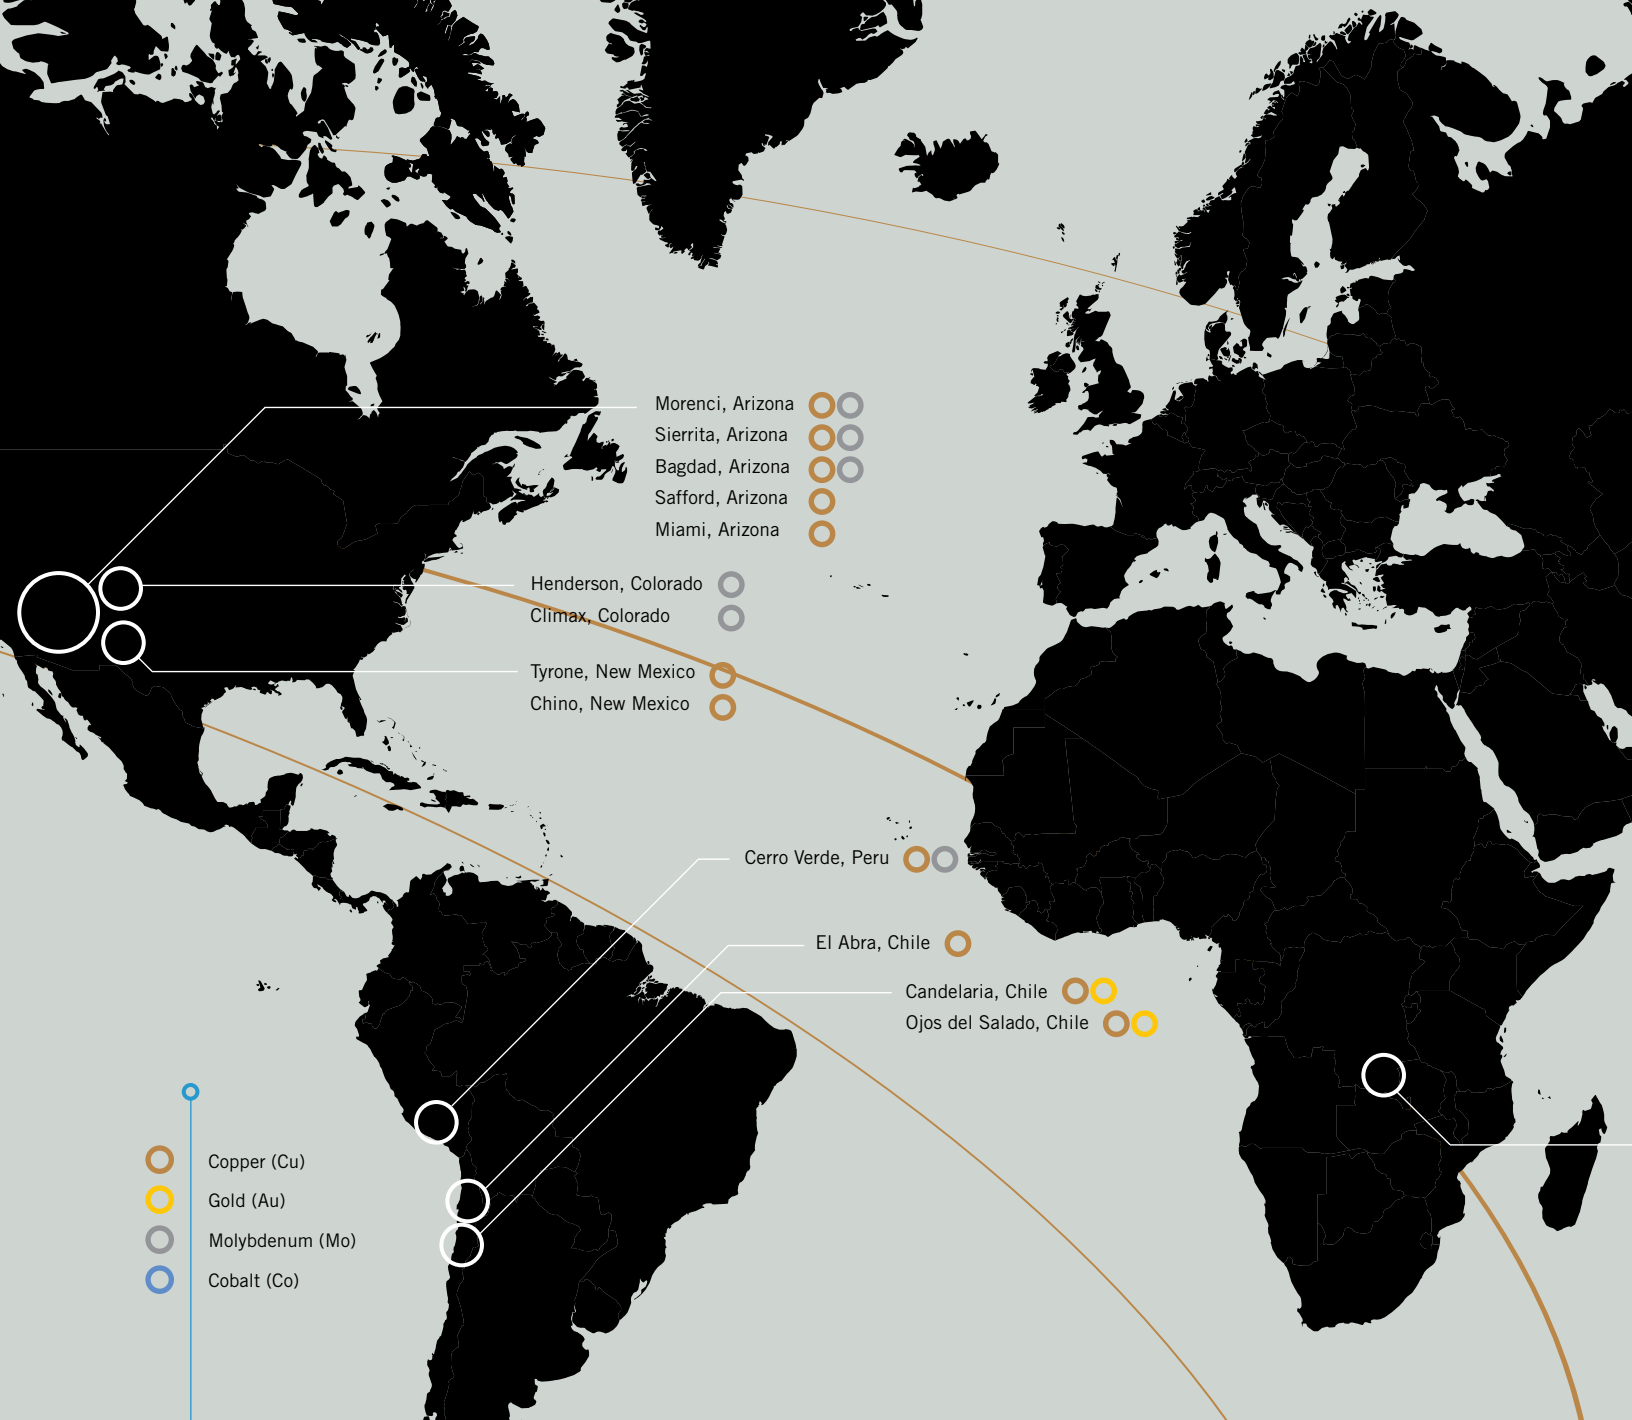 Morenci, Arizona
Sierrita, Arizona
Bagdad, Arizona
Safford, Arizona
Miami, Arizona
Henderson, Colorado
Climax, Colorado
Tyrone, New Mexico
Chino, New Mexico
Cerro Verde, Peru
El Abra, Chile
Candelaria, Chile
Ojos del Salado, Chile
Copper (Cu)
Gold (Au)
Molybdenum (Mo)
Cobalt (Co)